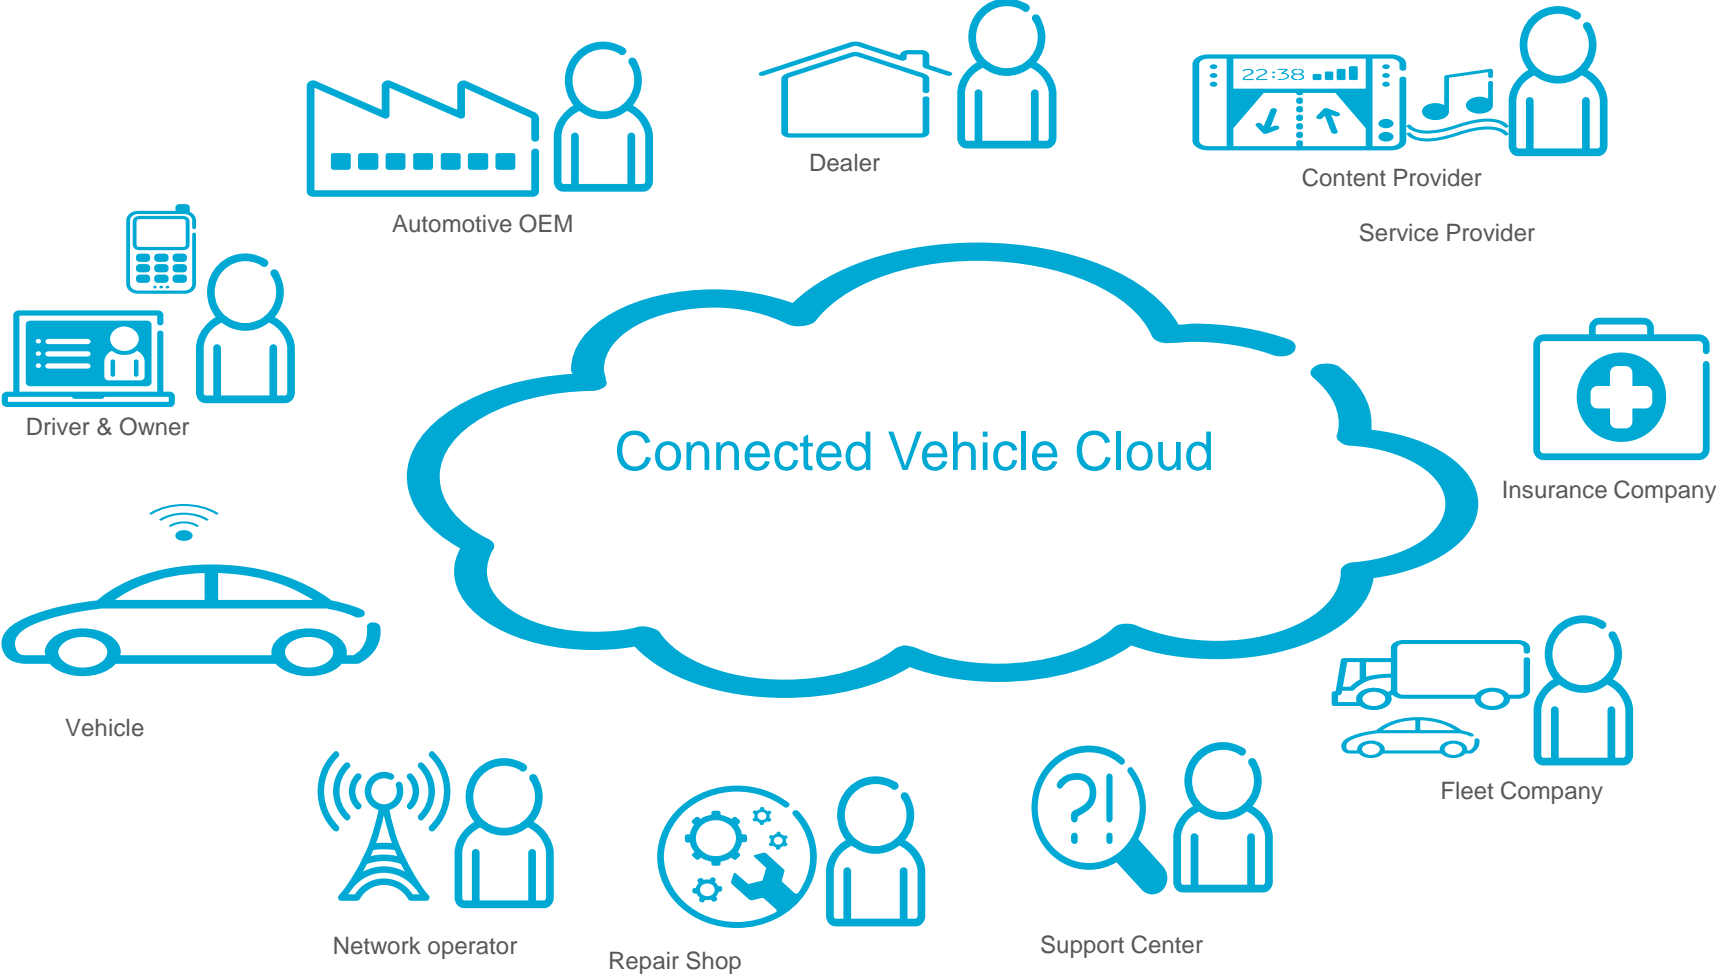 22:38
Dealer
Content Provider
Automotive OEM
Service Provider
Driver & Owner
Connected Vehicle Cloud
Insurance Company
Vehicle
?!
Fleet Company
Network operator
Repair Shop
Support Center